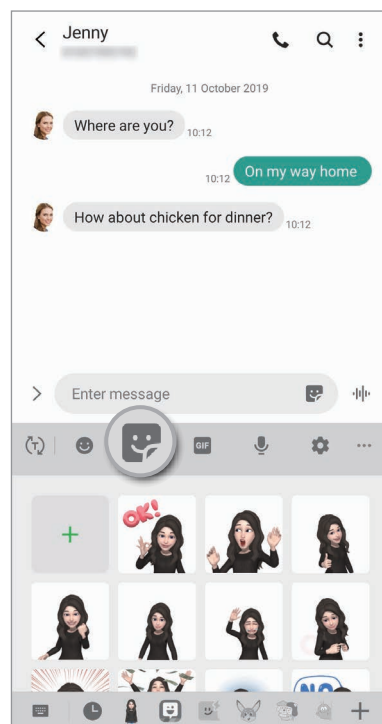 Jenny
Friday, 11 October 2019
Where are you? 10:12
10:12 On my way home
How about chicken for dinner? 10:12
Enter message
T GIF
OK!
NO